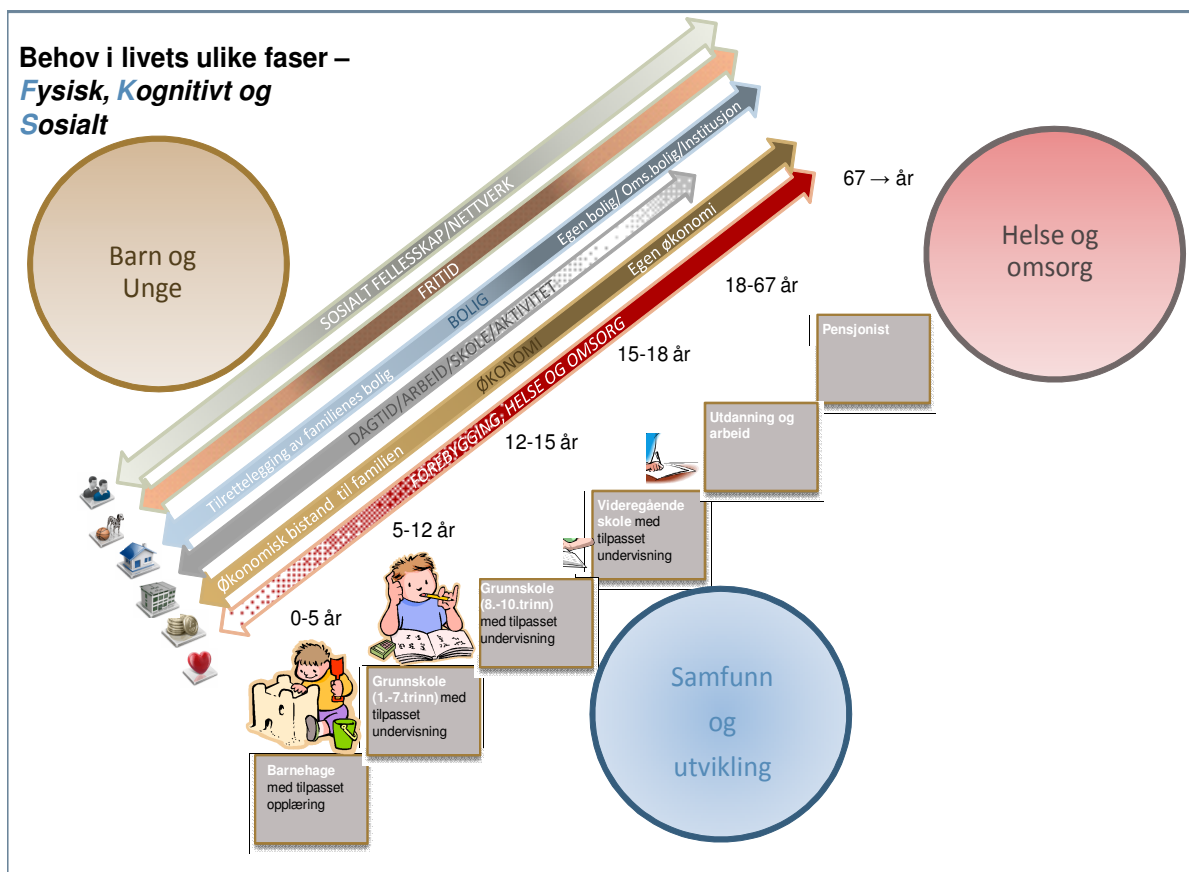 Behov i livets ulike faser –
Fysisk, Kognitivt og
Sosialt
Barn og
Unge
Helse og
omsorg
Samfunn
og
utvikling
SOSIALT FELLESSKAP/NETTVERK
FRITID
Tilrettelegging av familienes bolig
BOLIG
Egen bolig/ Oms.bolig/Institusjon
DAGTID/ARBEID/SKOLE/AKTIVITET
Økonomisk bistand til familien
ØKONOMI
Egen økonomi
FOREBYGGING, HELSE OG OMSORG
67 → år
18-67 år
15-18 år
12-15 år
5-12 år
0-5 år
Pensjonist
Utdanning og
arbeid
Videregående
skole med
tilpasset
undervisning
Grunnskole
(8.-10.trinn)
med tilpasset
undervisning
Grunnskole
(1.-7.trinn) med
tilpasset
undervisning
Barnehage
med tilpasset
opplæring